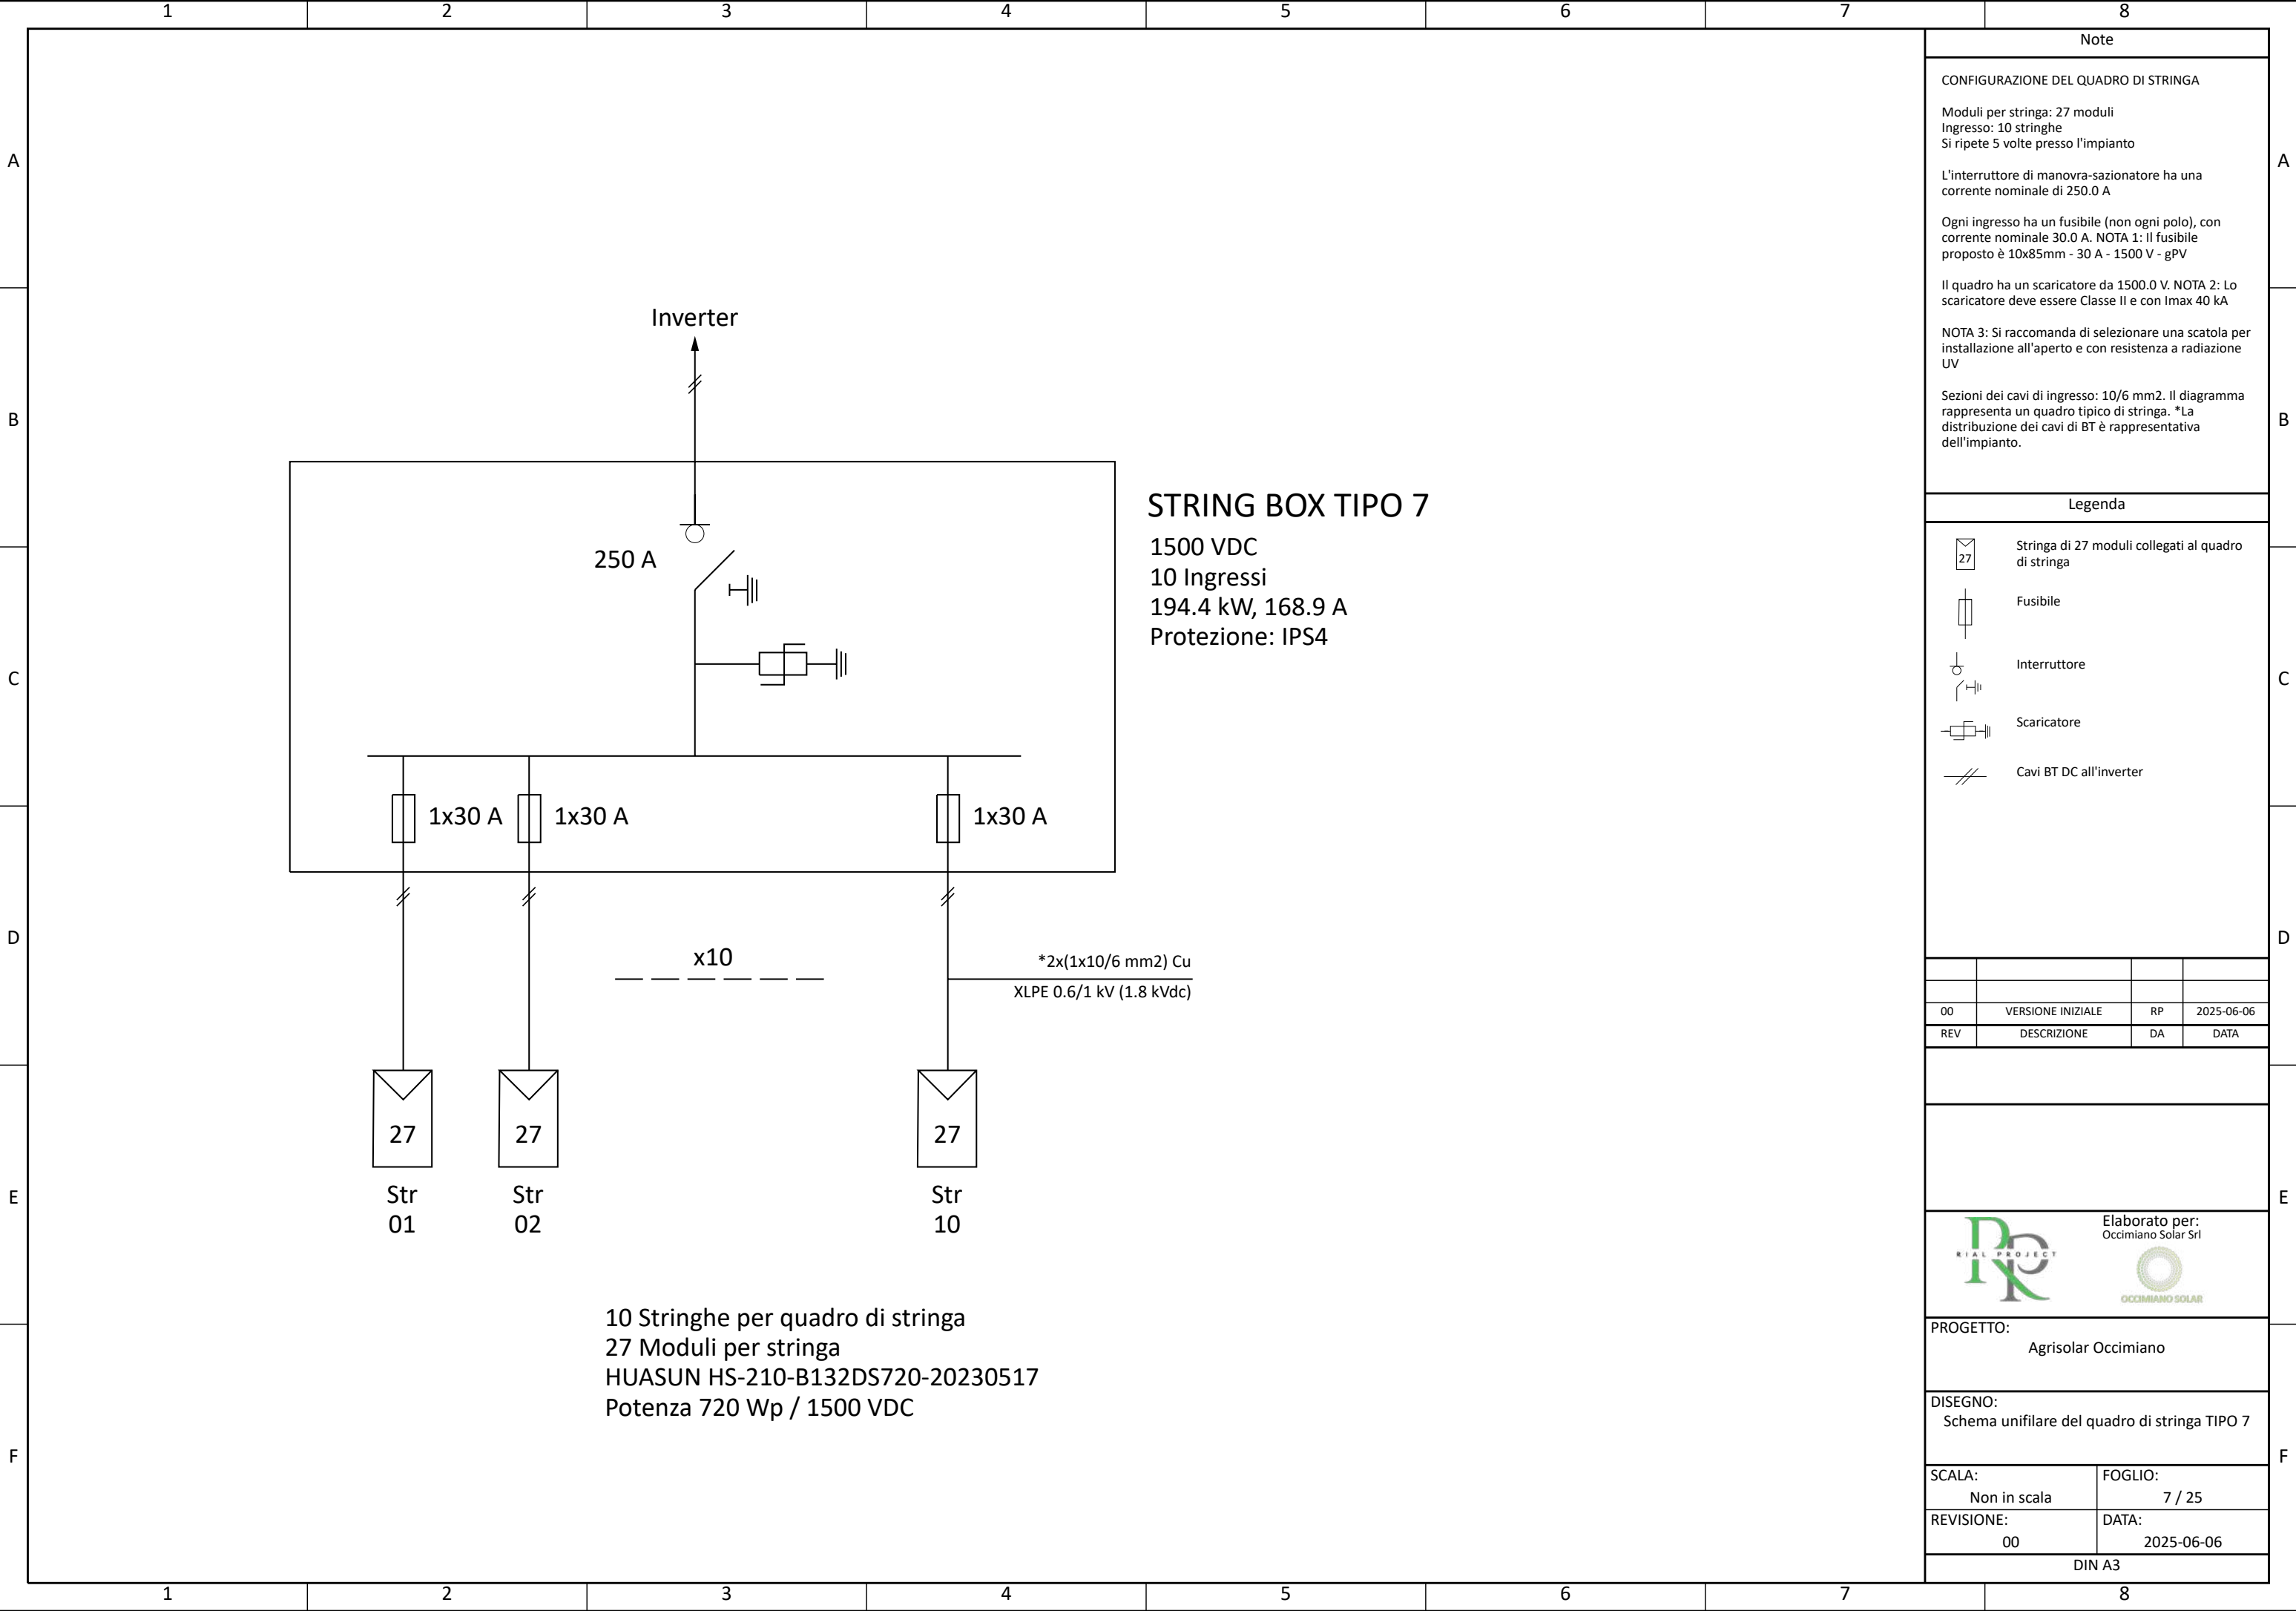 1 2 3 4 5 6 7 8
A
B
C
D
E
F
Inverter
250 A
STRING BOX TIPO 7
1500 VDC
10 Ingressi
194.4 kW, 168.9 A
Protezione: IPS4
1x30 A
1x30 A
1x30 A
x10
*2x(1x10/6 mm2) Cu
XLPE 0.6/1 kV (1.8 kVdc)
27
27
27
Str
01
Str
02
Str
10
10 Stringhe per quadro di stringa
27 Moduli per stringa
HUASUN HS-210-B132DS720-20230517
Potenza 720 Wp / 1500 VDC
Note
CONFIGURAZIONE DEL QUADRO DI STRINGA
Moduli per stringa: 27 moduli
Ingresso: 10 stringhe
Si ripete 5 volte presso l'impianto
L'interruttore di manovra-sazionatore ha una
corrente nominale di 250.0 A
Ogni ingresso ha un fusibile (non ogni polo), con
corrente nominale 30.0 A. NOTA 1: Il fusibile
proposto è 10x85mm - 30 A - 1500 V - gPV
Il quadro ha un scaricatore da 1500.0 V. NOTA 2: Lo
scaricatore deve essere Classe II e con Imax 40 kA
NOTA 3: Si raccomanda di selezionare una scatola per
installazione all'aperto e con resistenza a radiazione
UV
Sezioni dei cavi di ingresso: 10/6 mm2. Il diagramma
rappresenta un quadro tipico di stringa. *La
distribuzione dei cavi di BT è rappresentativa
dell'impianto.
Legenda
27
Stringa di 27 moduli collegati al quadro
di stringa
Fusibile
Interruttore
Scaricatore
Cavi BT DC all'inverter
00 VERSIONE INIZIALE RP 2025-06-06
REV DESCRIZIONE DA DATA
RP
RIAL PROJECT
Elaborato per:
Occimiano Solar Srl
OCCIMIANO SOLAR
PROGETTO:
Agrisolar Occimiano
DISEGNO:
Schema unifilare del quadro di stringa TIPO 7
SCALA:
Non in scala
FOGLIO:
7 / 25
REVISIONE:
00
DATA:
2025-06-06
DIN A3
A
B
C
D
E
F
1 2 3 4 5 6 7 8